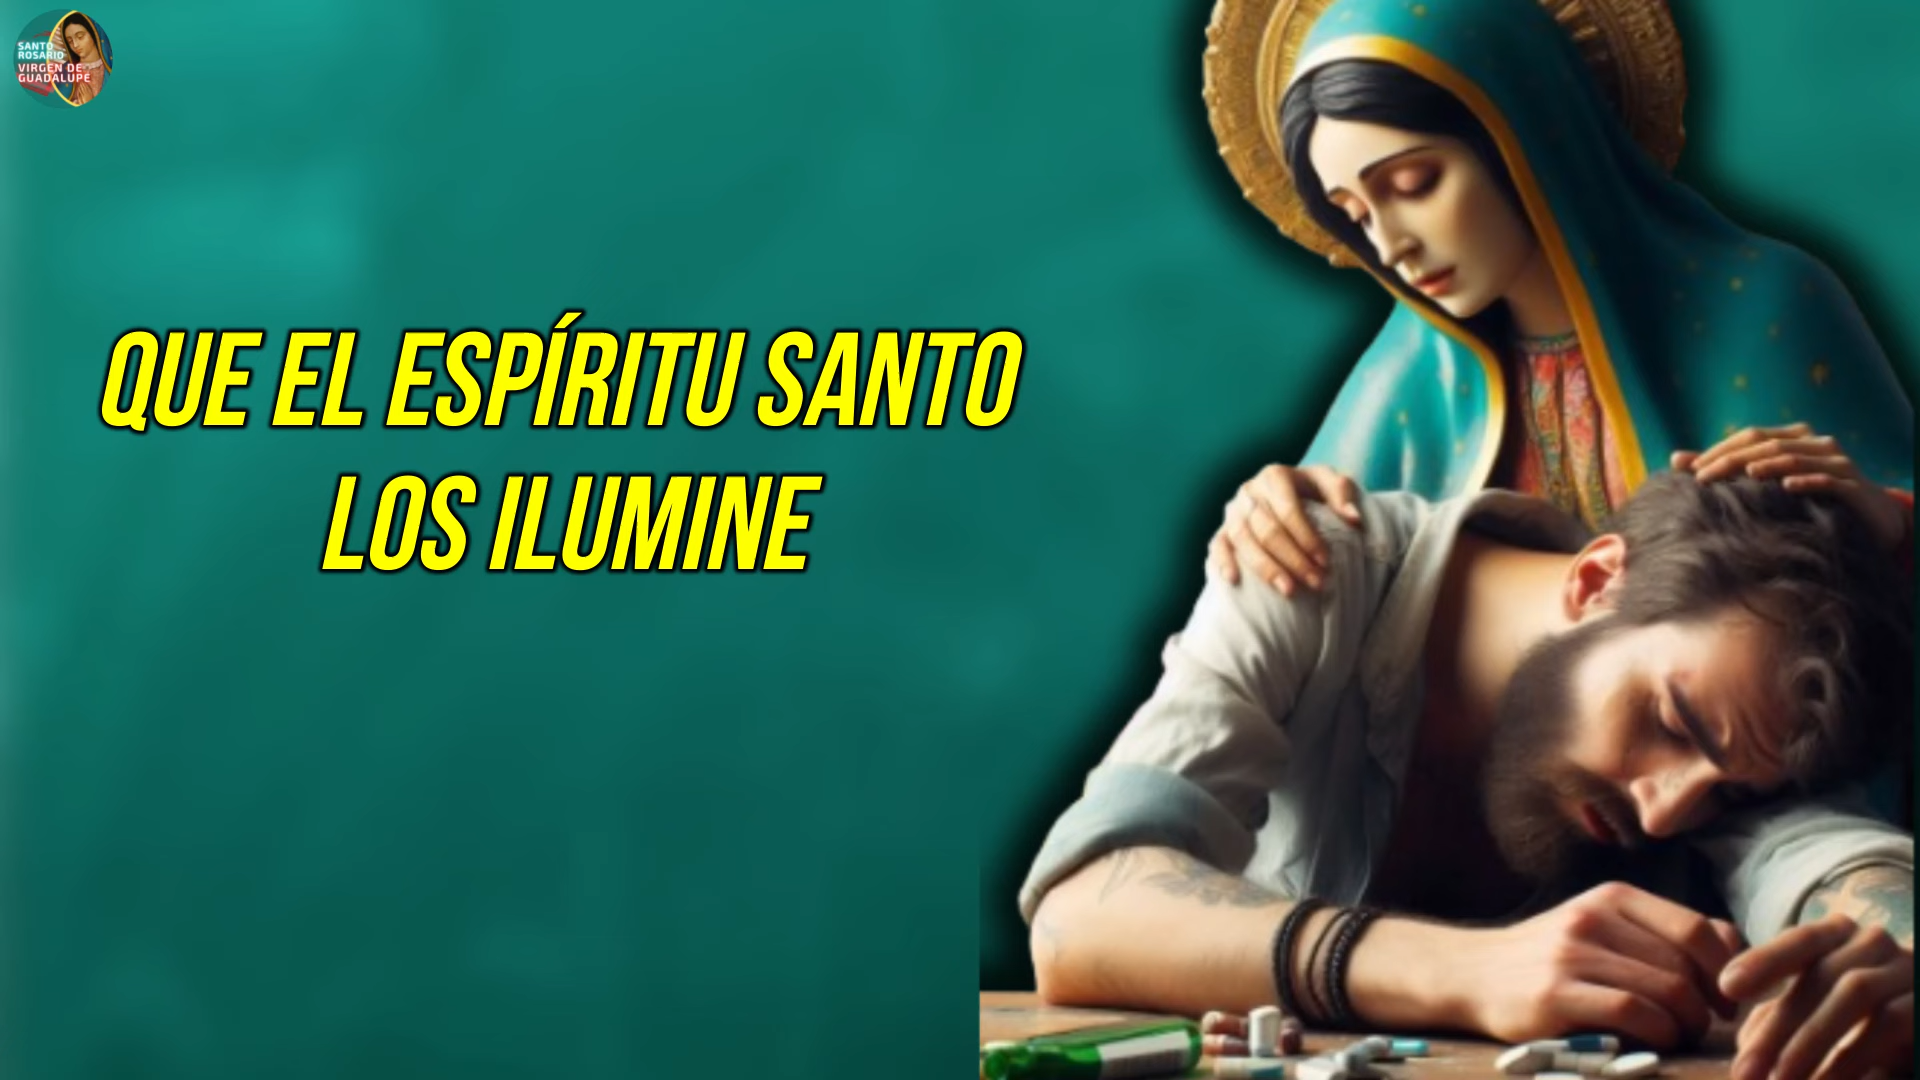 SANTO
ROSARIO
VIRGEN DE
GUADALUPE
QUE EL ESPÍRITU SANTO
LOS ILUMINE